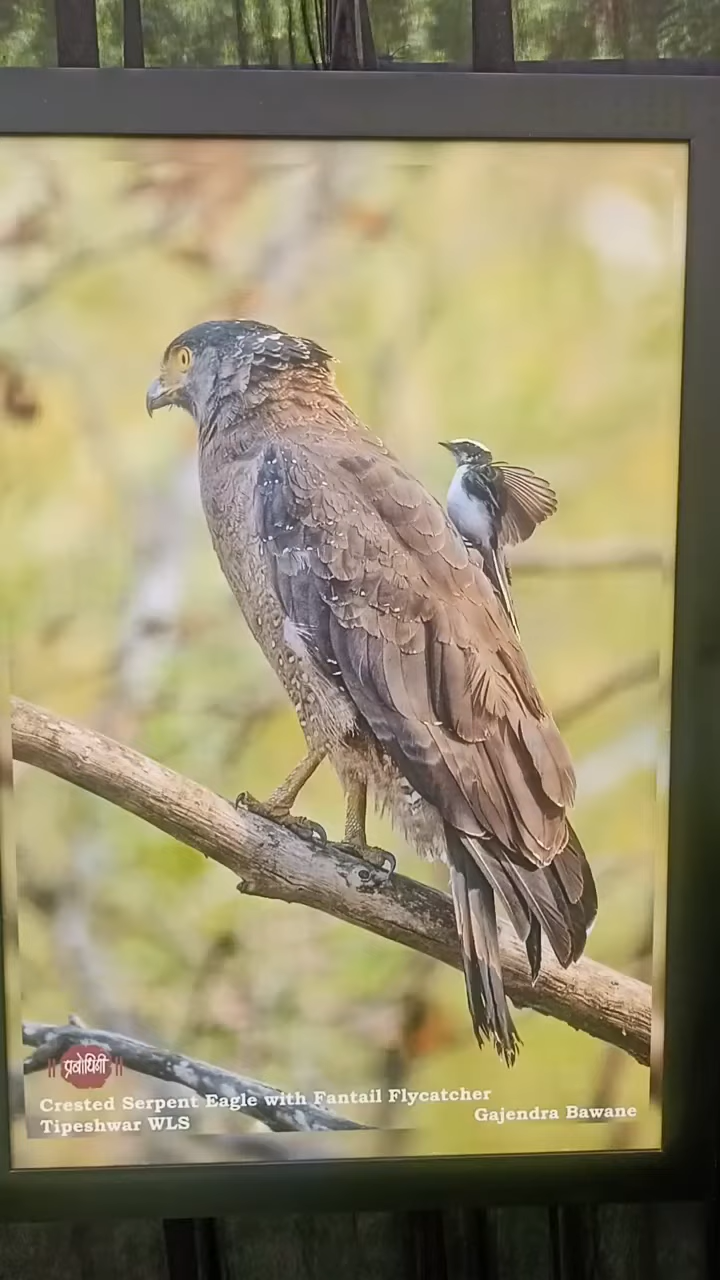 ॥ प्रबोधिनी ॥
Crested Serpent Eagle with Fantail Flycatcher
Tipeshwar WLS
Gajendra Bawane